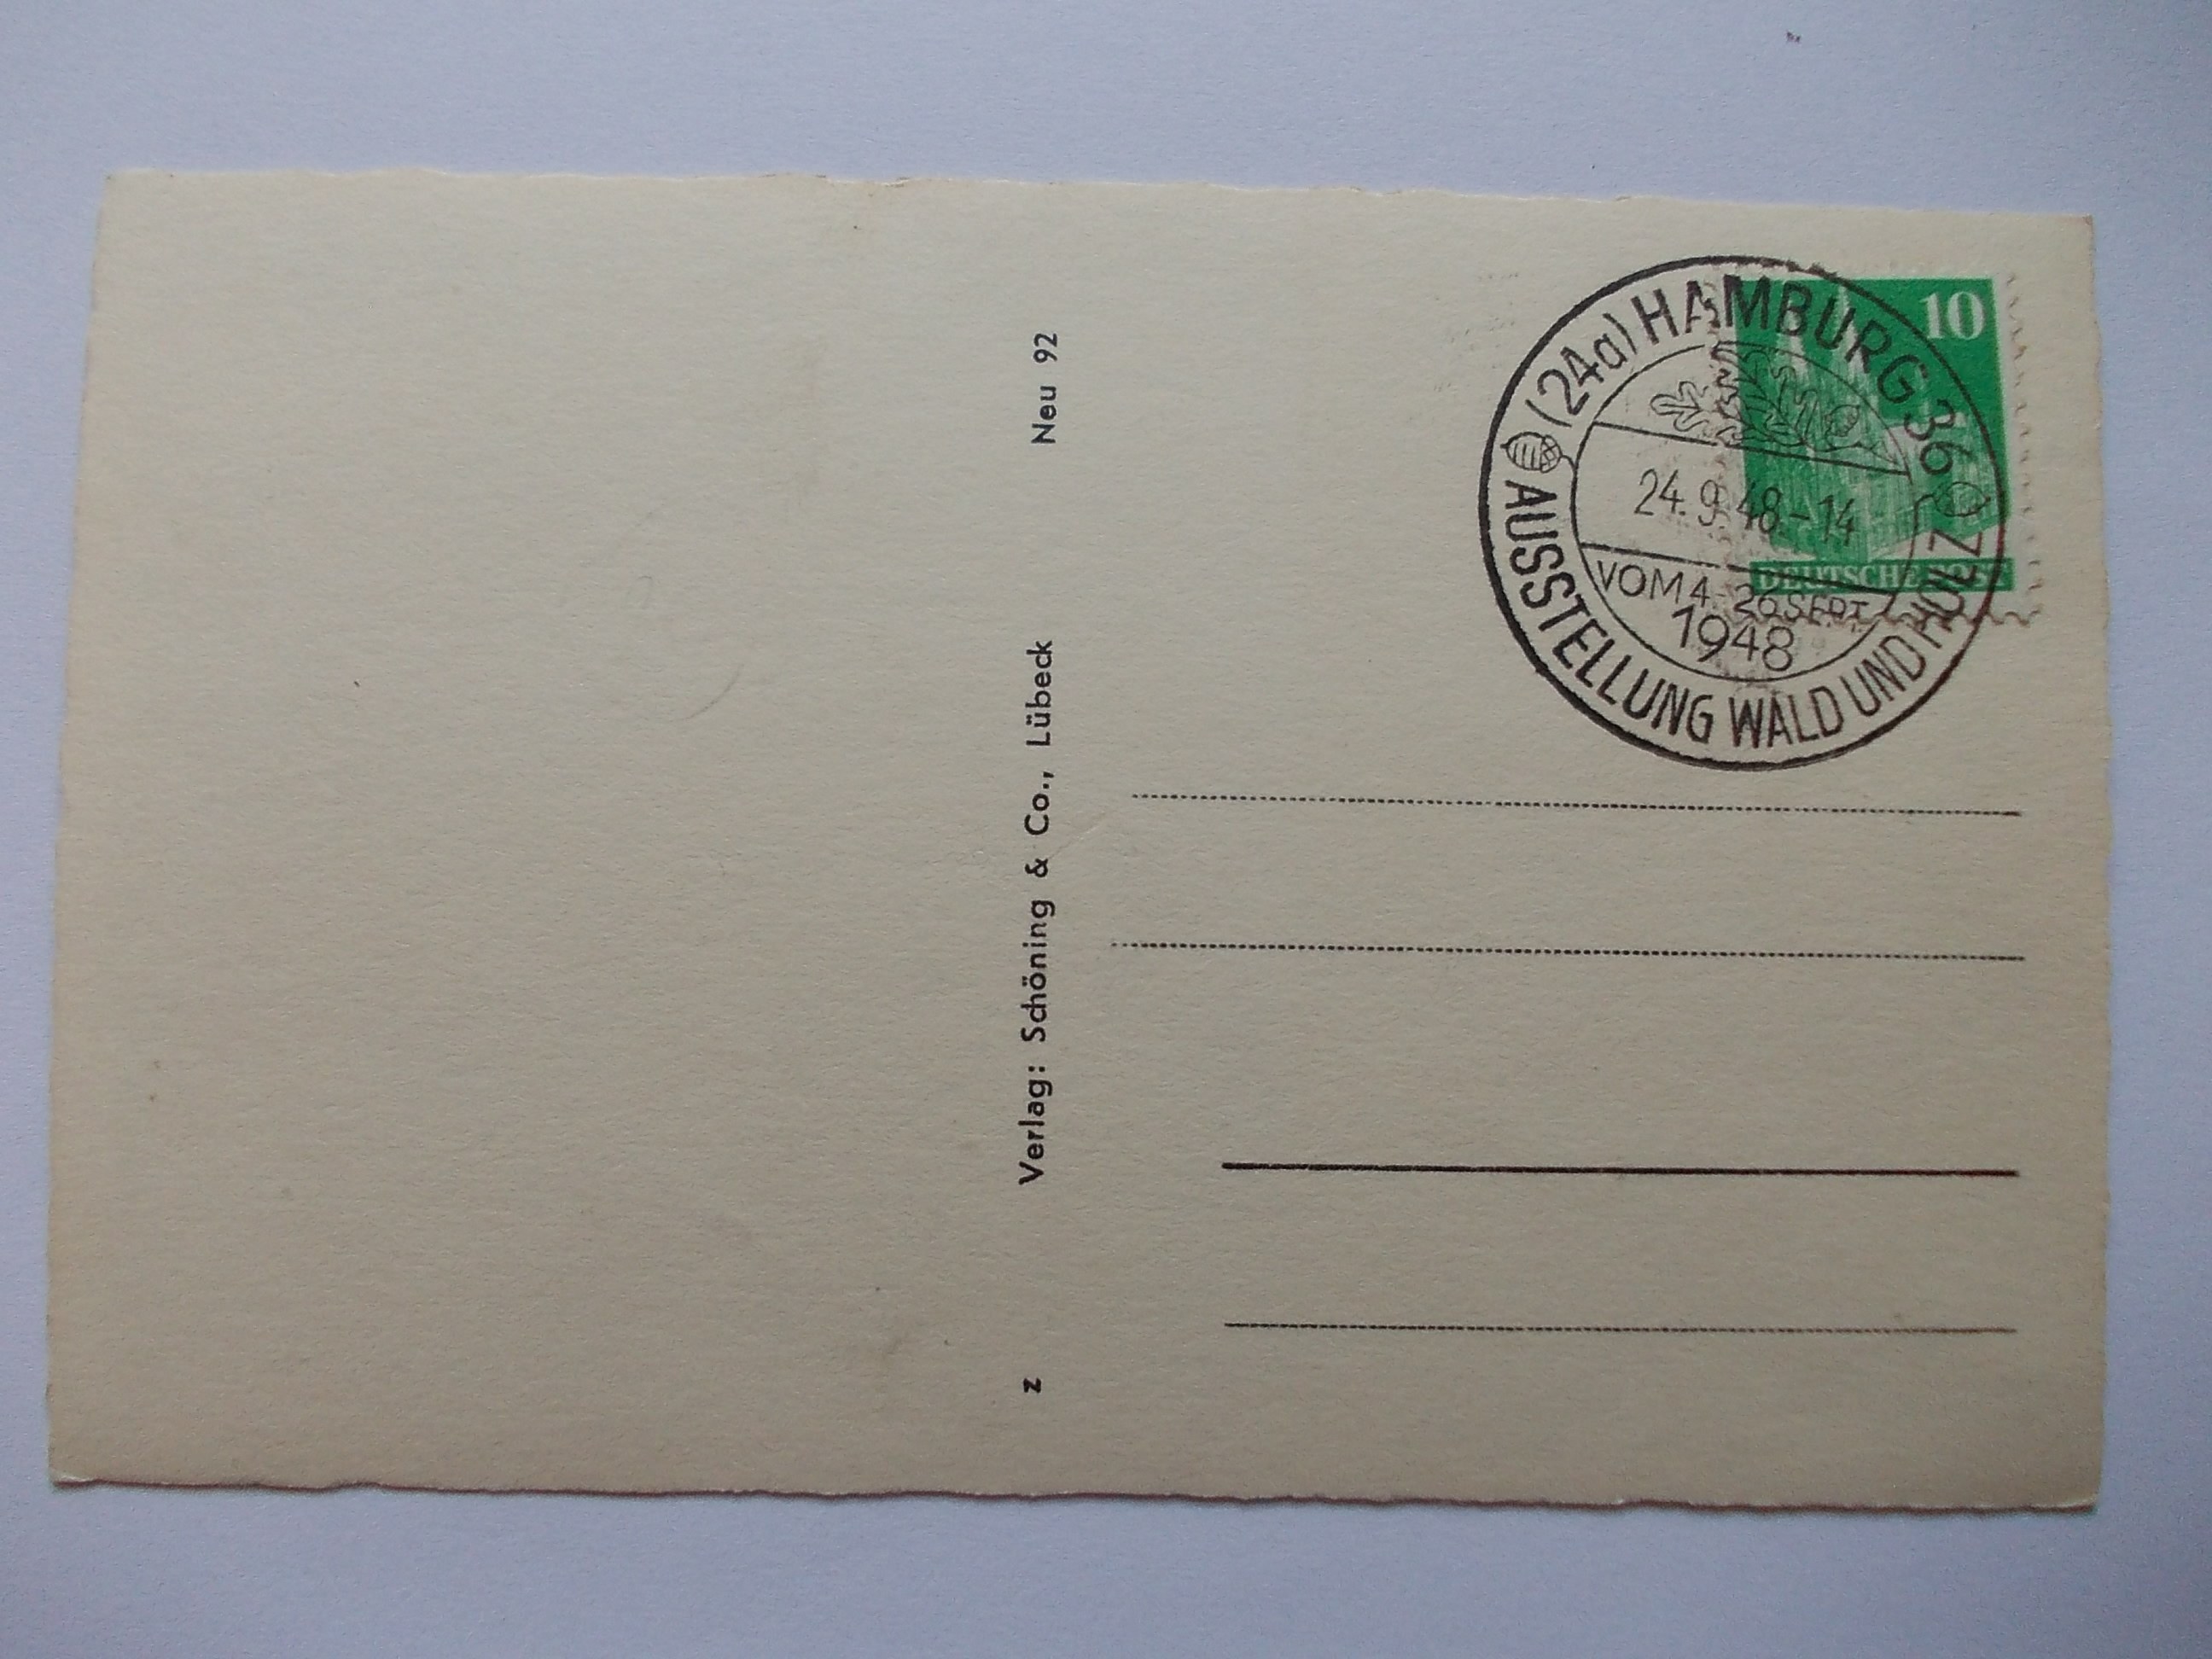 Neu 92
Verlag: Schöning & Co., Lübeck
z
10
DEUTSCHE POST
(24a) HAMBURG 36
24.9.48-14
VOM 4.-26. SEPT.
1948
AUSSTELLUNG WALD UND HOLZ